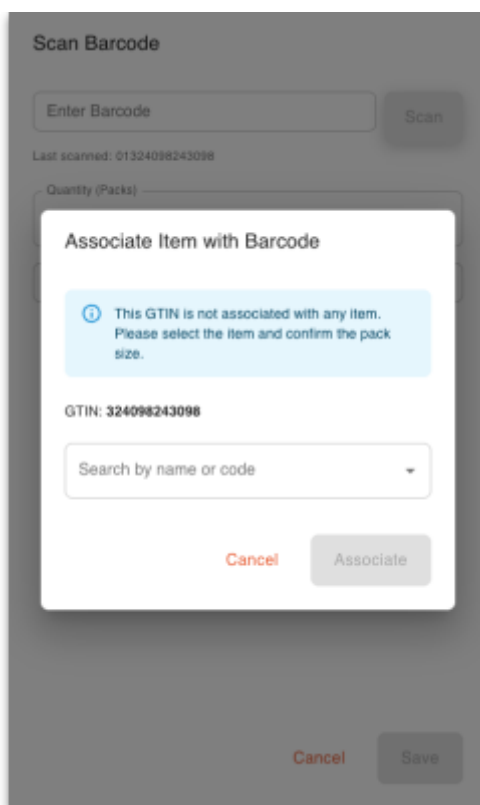 Scan Barcode
Enter Barcode
Scan
Last scanned: 01324098243098
Quantity (Packs)
Associate Item with Barcode
This GTIN is not associated with any item.
Please select the item and confirm the pack
size.
GTIN: 324098243098
Search by name or code
Cancel
Associate
Cancel
Save